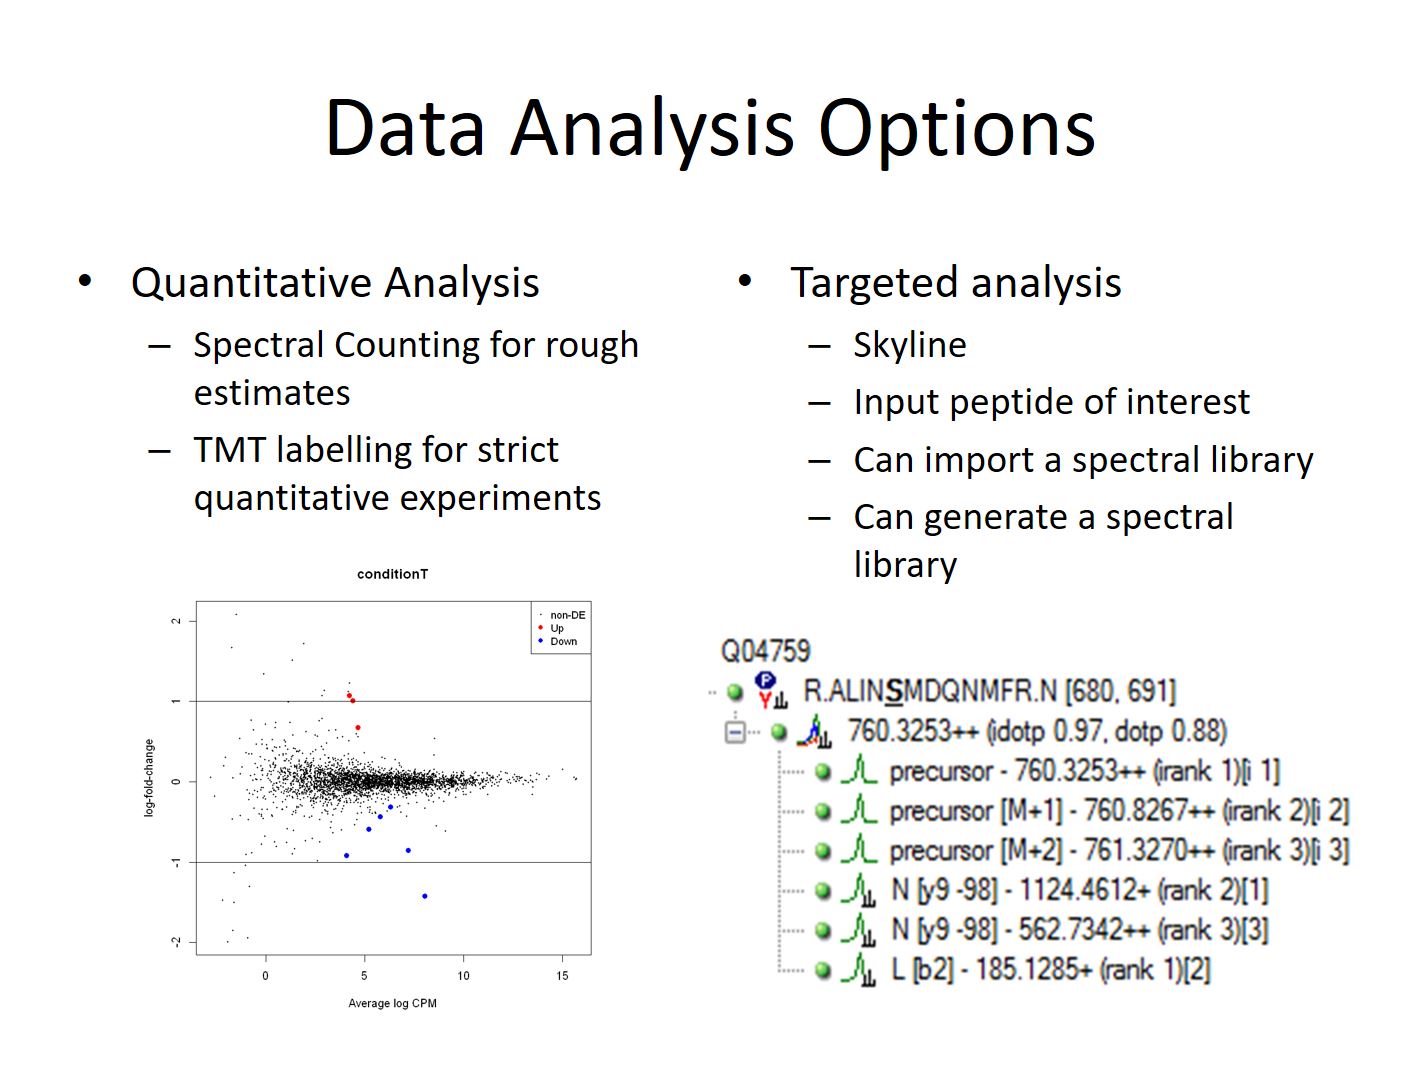 Data Analysis Options
• Quantitative Analysis
– Spectral Counting for rough
estimates
– TMT labelling for strict
quantitative experiments
conditionT
non-DE
Up
Down
2
1
0
-1
-2
log-fold-change
0 5 10 15
Average log CPM
• Targeted analysis
– Skyline
– Input peptide of interest
– Can import a spectral library
– Can generate a spectral
library
Q04759
P
Y
R.ALINSMDQNMFR.N [680, 691]
760.3253++ (idotp 0.97, dotp 0.88)
precursor - 760.3253++ (irank 1)[i 1]
precursor [M+1] - 760.8267++ (irank 2)[i 2]
precursor [M+2] - 761.3270++ (irank 3)[i 3]
N [y9 -98] - 1124.4612+ (rank 2)[1]
N [y9 -98] - 562.7342++ (rank 3)[3]
L [b2] - 185.1285+ (rank 1)[2]